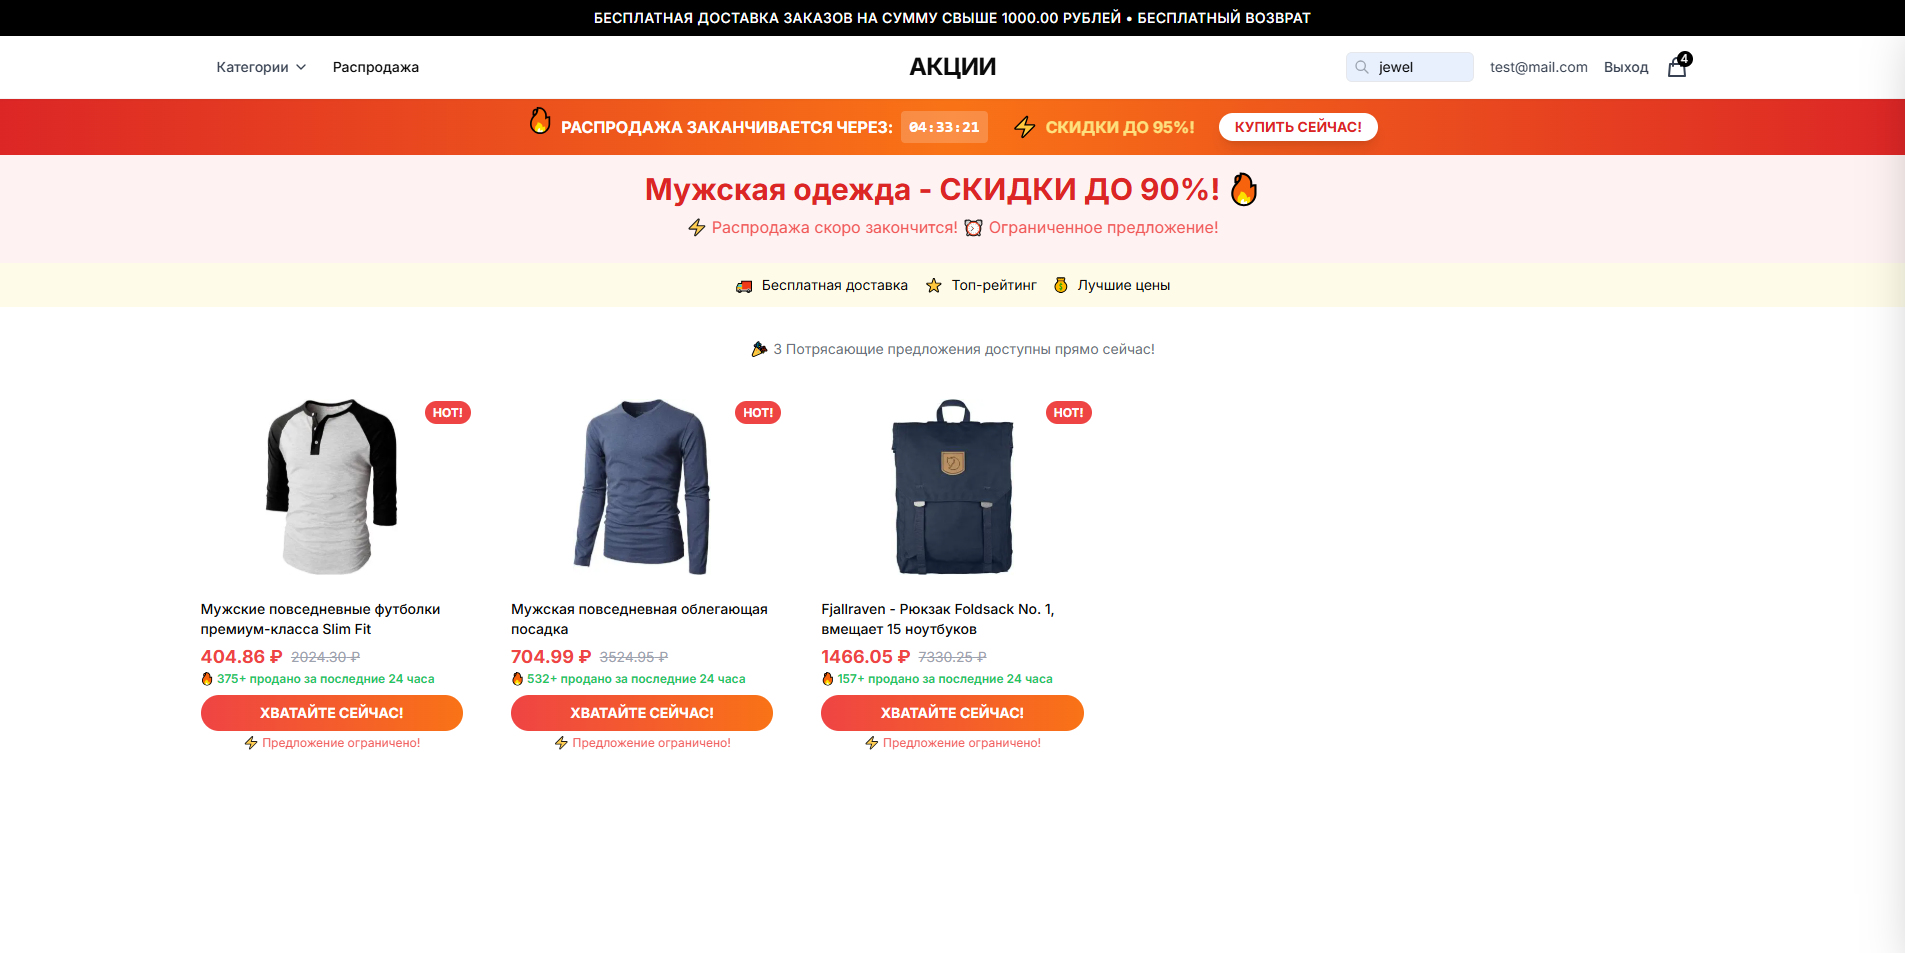 БЕСПЛАТНАЯ ДОСТАВКА ЗАКАЗОВ НА СУММУ СВЫШЕ 1000.00 РУБЛЕЙ • БЕСПЛАТНЫЙ ВОЗВРАТ
Категории Распродажа АКЦИИ jewel test@mail.com Выход 4
РАСПРОДАЖА ЗАКАНЧИВАЕТСЯ ЧЕРЕЗ: 04:33:21 СКИДКИ ДО 95%! КУПИТЬ СЕЙЧАС!
Мужская одежда - СКИДКИ ДО 90%!
Распродажа скоро закончится! Ограниченное предложение!
Бесплатная доставка Топ-рейтинг Лучшие цены
3 Потрясающие предложения доступны прямо сейчас!
HOT!
Мужские повседневные футболки
премиум-класса Slim Fit
404.86 ₽ 2024.30 ₽
375+ продано за последние 24 часа
ХВАТАЙТЕ СЕЙЧАС!
Предложение ограничено!
HOT!
Мужская повседневная облегающая
посадка
704.99 ₽ 3524.95 ₽
532+ продано за последние 24 часа
ХВАТАЙТЕ СЕЙЧАС!
Предложение ограничено!
HOT!
Fjallraven - Рюкзак Foldsack No. 1,
вмещает 15 ноутбуков
1466.05 ₽ 7330.25 ₽
157+ продано за последние 24 часа
ХВАТАЙТЕ СЕЙЧАС!
Предложение ограничено!